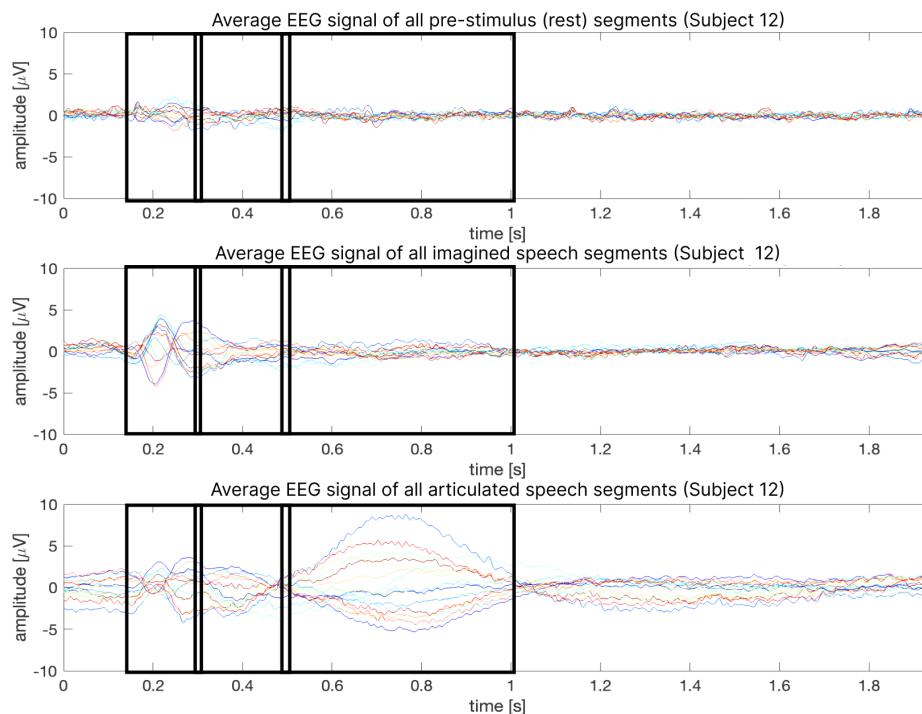 Average EEG signal of all pre-stimulus (rest) segments (Subject 12)
10
5
0
-5
-10
amplitude [μV]
0 0.2 0.4 0.6 0.8 1 1.2 1.4 1.6 1.8
time [s]
Average EEG signal of all imagined speech segments (Subject 12)
10
5
0
-5
-10
amplitude [μV]
0 0.2 0.4 0.6 0.8 1 1.2 1.4 1.6 1.8
time [s]
Average EEG signal of all articulated speech segments (Subject 12)
10
5
0
-5
-10
amplitude [μV]
0 0.2 0.4 0.6 0.8 1 1.2 1.4 1.6 1.8
time [s]